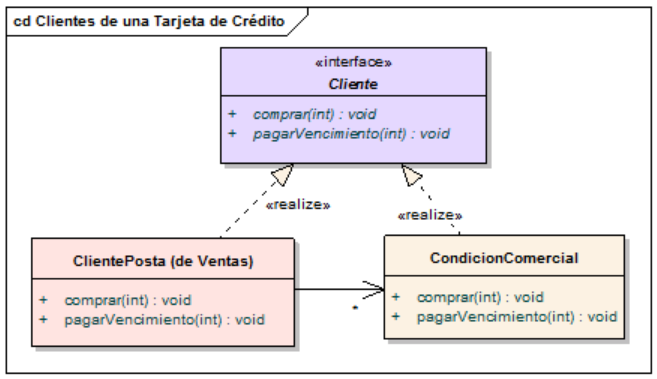 cd Clientes de una Tarjeta de Crédito
«interface»
Cliente
+ comprar(int) : void
+ pagarVencimiento(int) : void
«realize»
«realize»
ClientePosta (de Ventas)
+ comprar(int) : void
+ pagarVencimiento(int) : void
*
CondicionComercial
+ comprar(int) : void
+ pagarVencimiento(int) : void